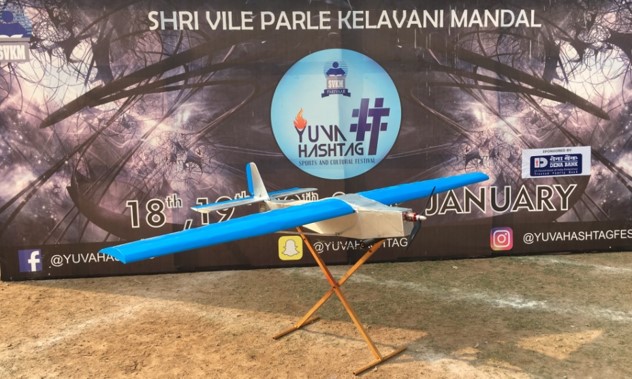 SHRI VILE PARLE KELAVANI MANDAL
SVKM
SVKM
YUVA
HASHTAG
#
SPORTS AND CULTURAL FESTIVAL
SPONSORED BY
देना बैंक
DENA BANK
18th, 19th
JANUARY
@YUVAHASHTAG
@YUVAHASHTAGFES